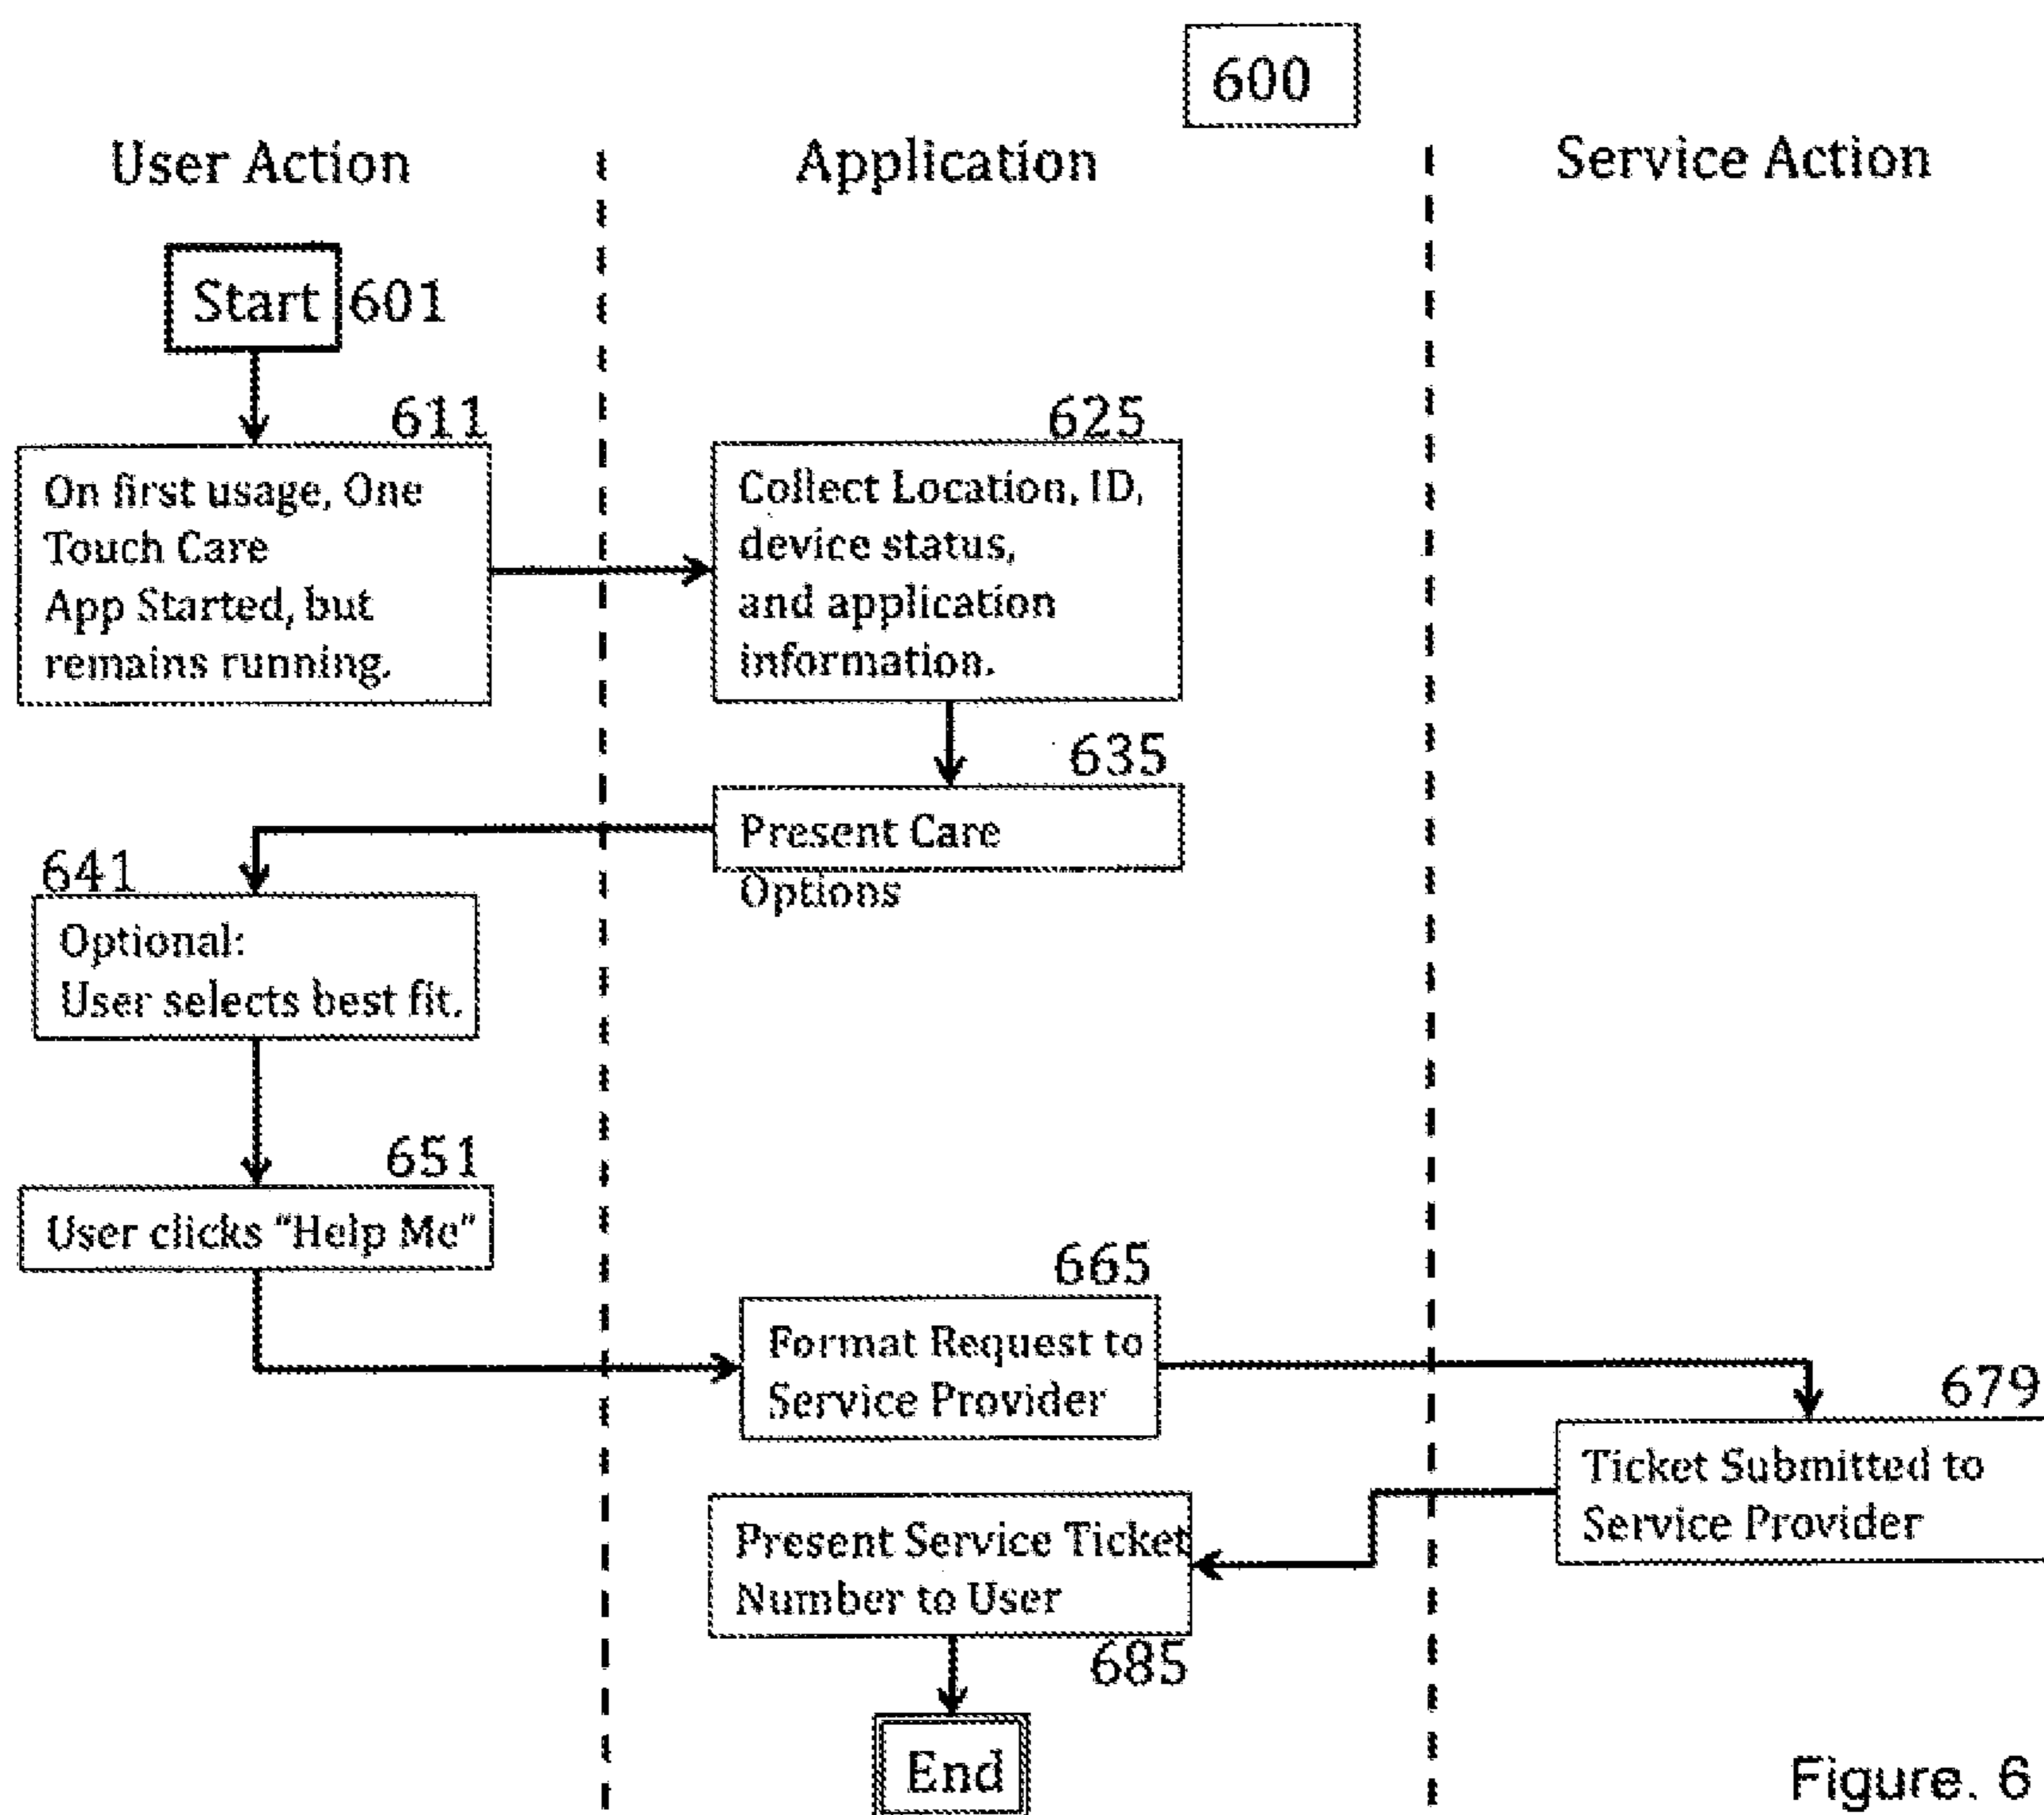 600
User Action
Application
Service Action
Start
601
611
On first usage, One
Touch Care
App Started, but
remains running.
625
Collect Location, ID,
device status,
and application
information.
635
Present Care
Options
641
Optional:
User selects best fit.
651
User clicks “Help Me”
665
Format Request to
Service Provider
679
Ticket Submitted to
Service Provider
Present Service Ticket
Number to User
685
End
Figure. 6